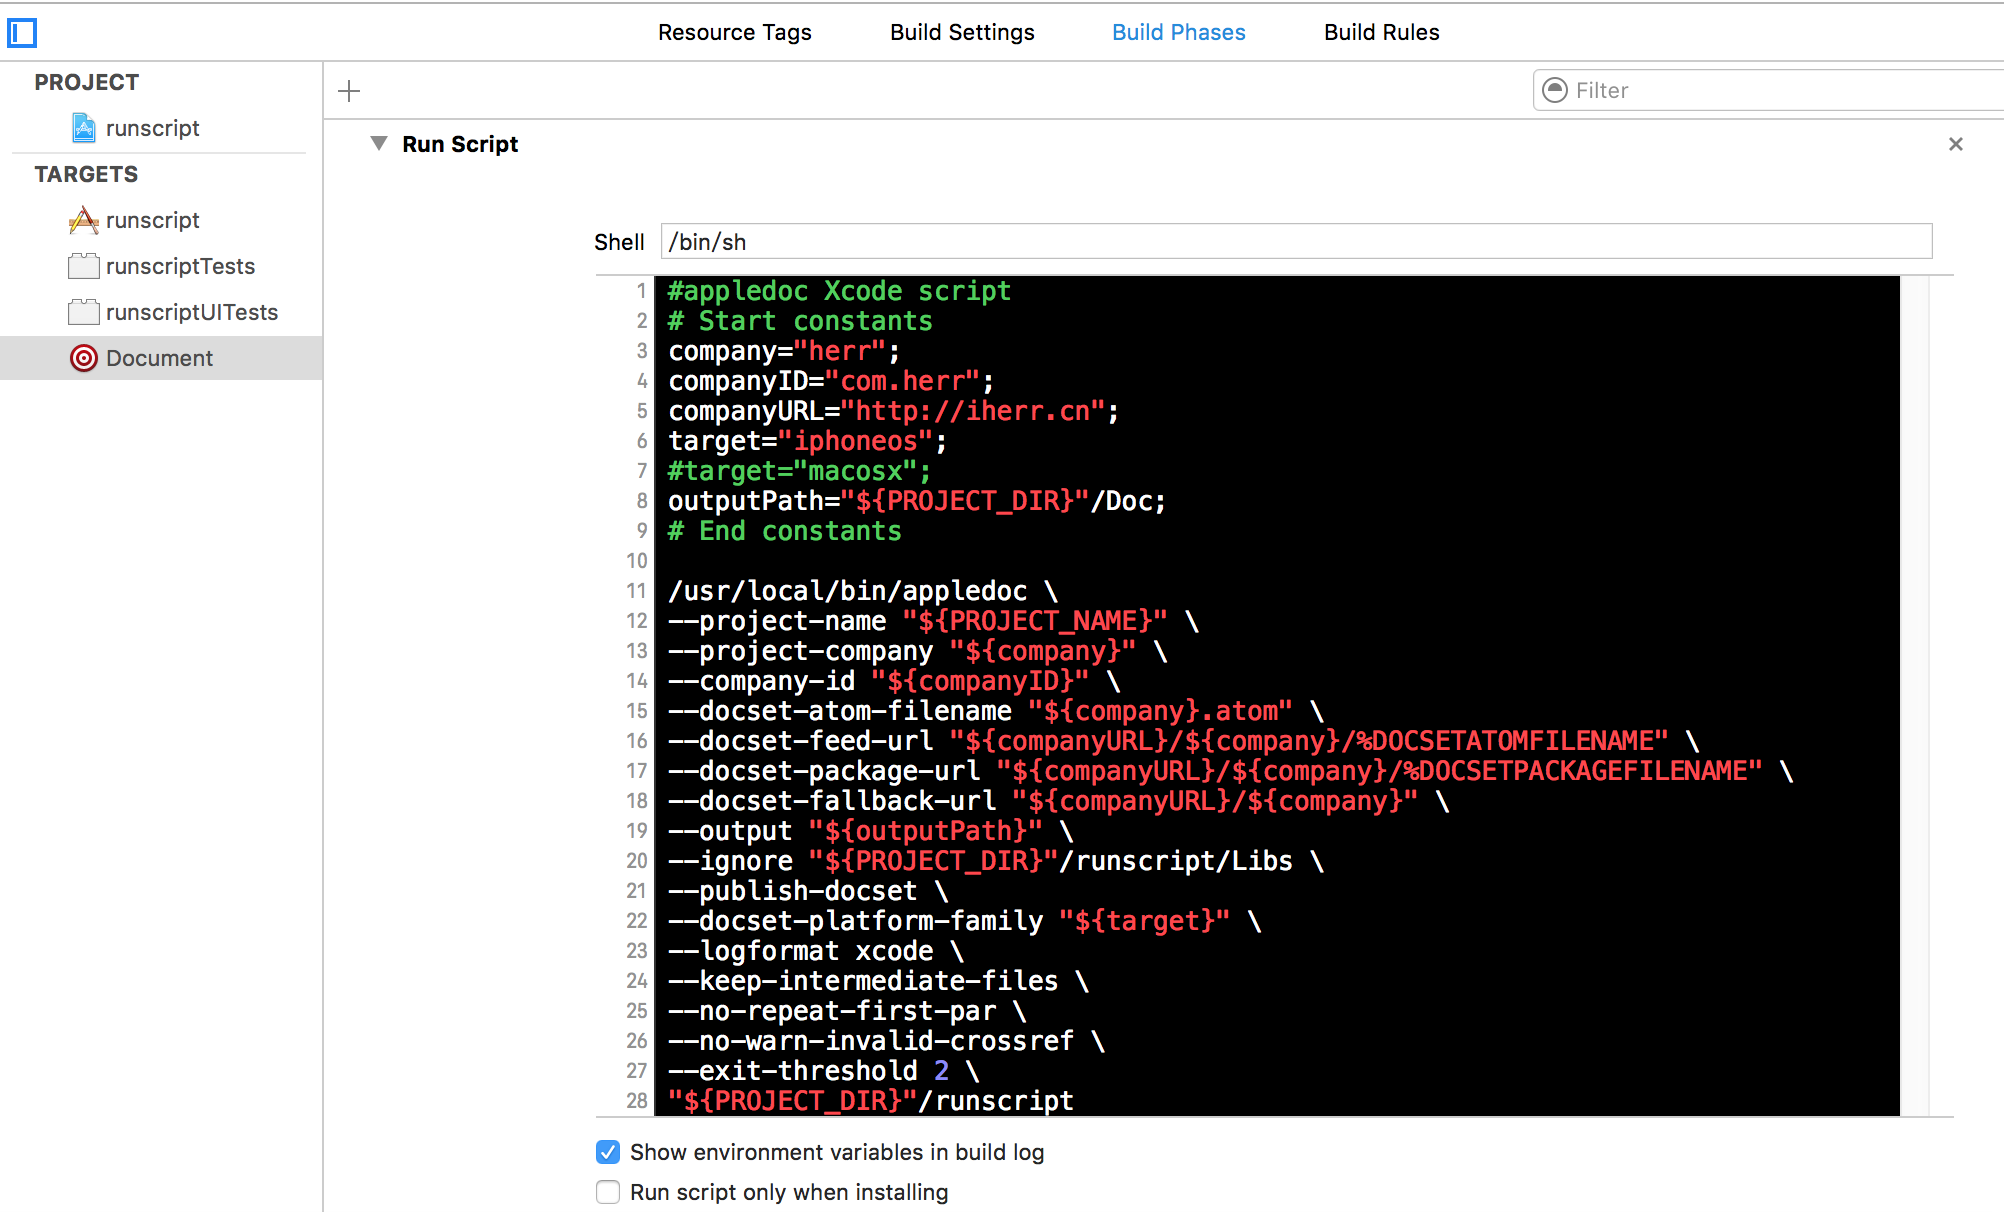 Resource Tags
Build Settings
Build Phases
Build Rules
PROJECT
runscript
TARGETS
runscript
runscriptTests
runscriptUITests
Document
Filter
Run Script
Shell /bin/sh
1 #appledoc Xcode script
2 # Start constants
3 company="herr";
4 companyID="com.herr";
5 companyURL="http://iherr.cn";
6 target="iphoneos";
7 #target="macosx";
8 outputPath="${PROJECT_DIR}"/Doc;
9 # End constants
10
11 /usr/local/bin/appledoc \
12 --project-name "${PROJECT_NAME}" \
13 --project-company "${company}" \
14 --company-id "${companyID}" \
15 --docset-atom-filename "${company}.atom" \
16 --docset-feed-url "${companyURL}/${company}/%DOCSETATOMFILENAME" \
17 --docset-package-url "${companyURL}/${company}/%DOCSETPACKAGEFILENAME" \
18 --docset-fallback-url "${companyURL}/${company}" \
19 --output "${outputPath}" \
20 --ignore "${PROJECT_DIR}"/runscript/Libs \
21 --publish-docset \
22 --docset-platform-family "${target}" \
23 --logformat xcode \
24 --keep-intermediate-files \
25 --no-repeat-first-par \
26 --no-warn-invalid-crossref \
27 --exit-threshold 2 \
28 "${PROJECT_DIR}"/runscript
Show environment variables in build log
Run script only when installing